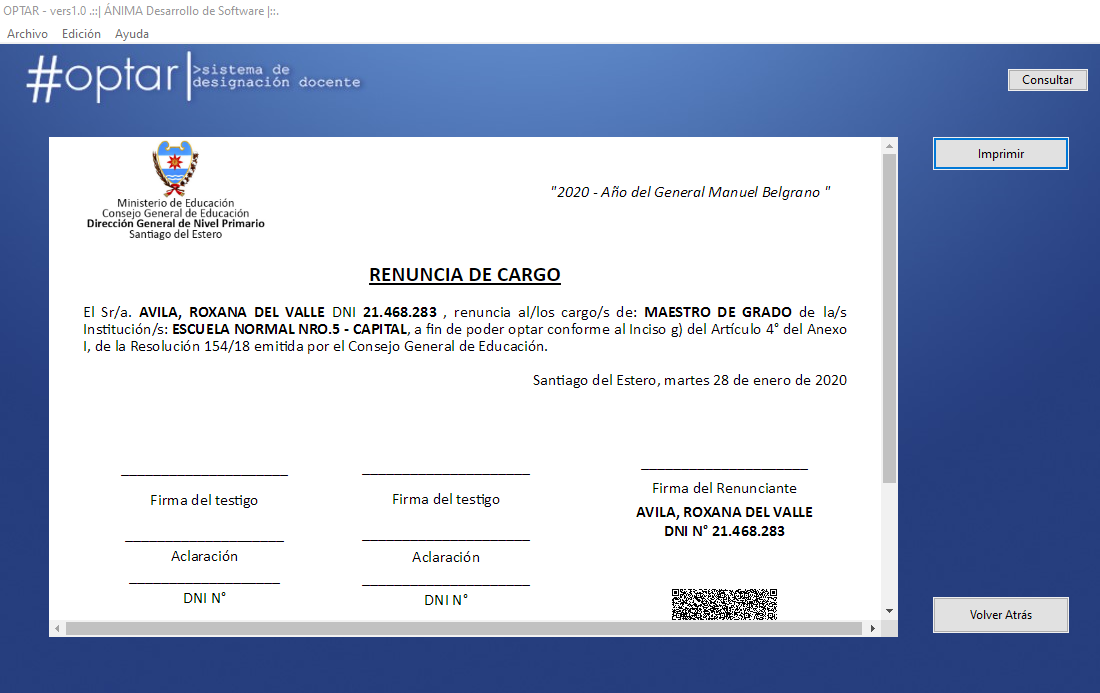 OPTAR - vers1.0 .::| ÁNIMA Desarrollo de Software |::.
Archivo Edición Ayuda
#optar >sistema de
designación docente
Consultar
Imprimir
Ministerio de Educación
Consejo General de Educación
Dirección General de Nivel Primario
Santiago del Estero
"2020 - Año del General Manuel Belgrano "
RENUNCIA DE CARGO
El Sr/a. AVILA, ROXANA DEL VALLE DNI 21.468.283 , renuncia al/los cargo/s de: MAESTRO DE GRADO de la/s
Institución/s: ESCUELA NORMAL NRO.5 - CAPITAL, a fin de poder optar conforme al Inciso g) del Artículo 4° del Anexo
I, de la Resolución 154/18 emitida por el Consejo General de Educación.
Santiago del Estero, martes 28 de enero de 2020
Firma del testigo
Aclaración
DNI N°
Firma del testigo
Aclaración
DNI N°
Firma del Renunciante
AVILA, ROXANA DEL VALLE
DNI N° 21.468.283
Volver Atrás